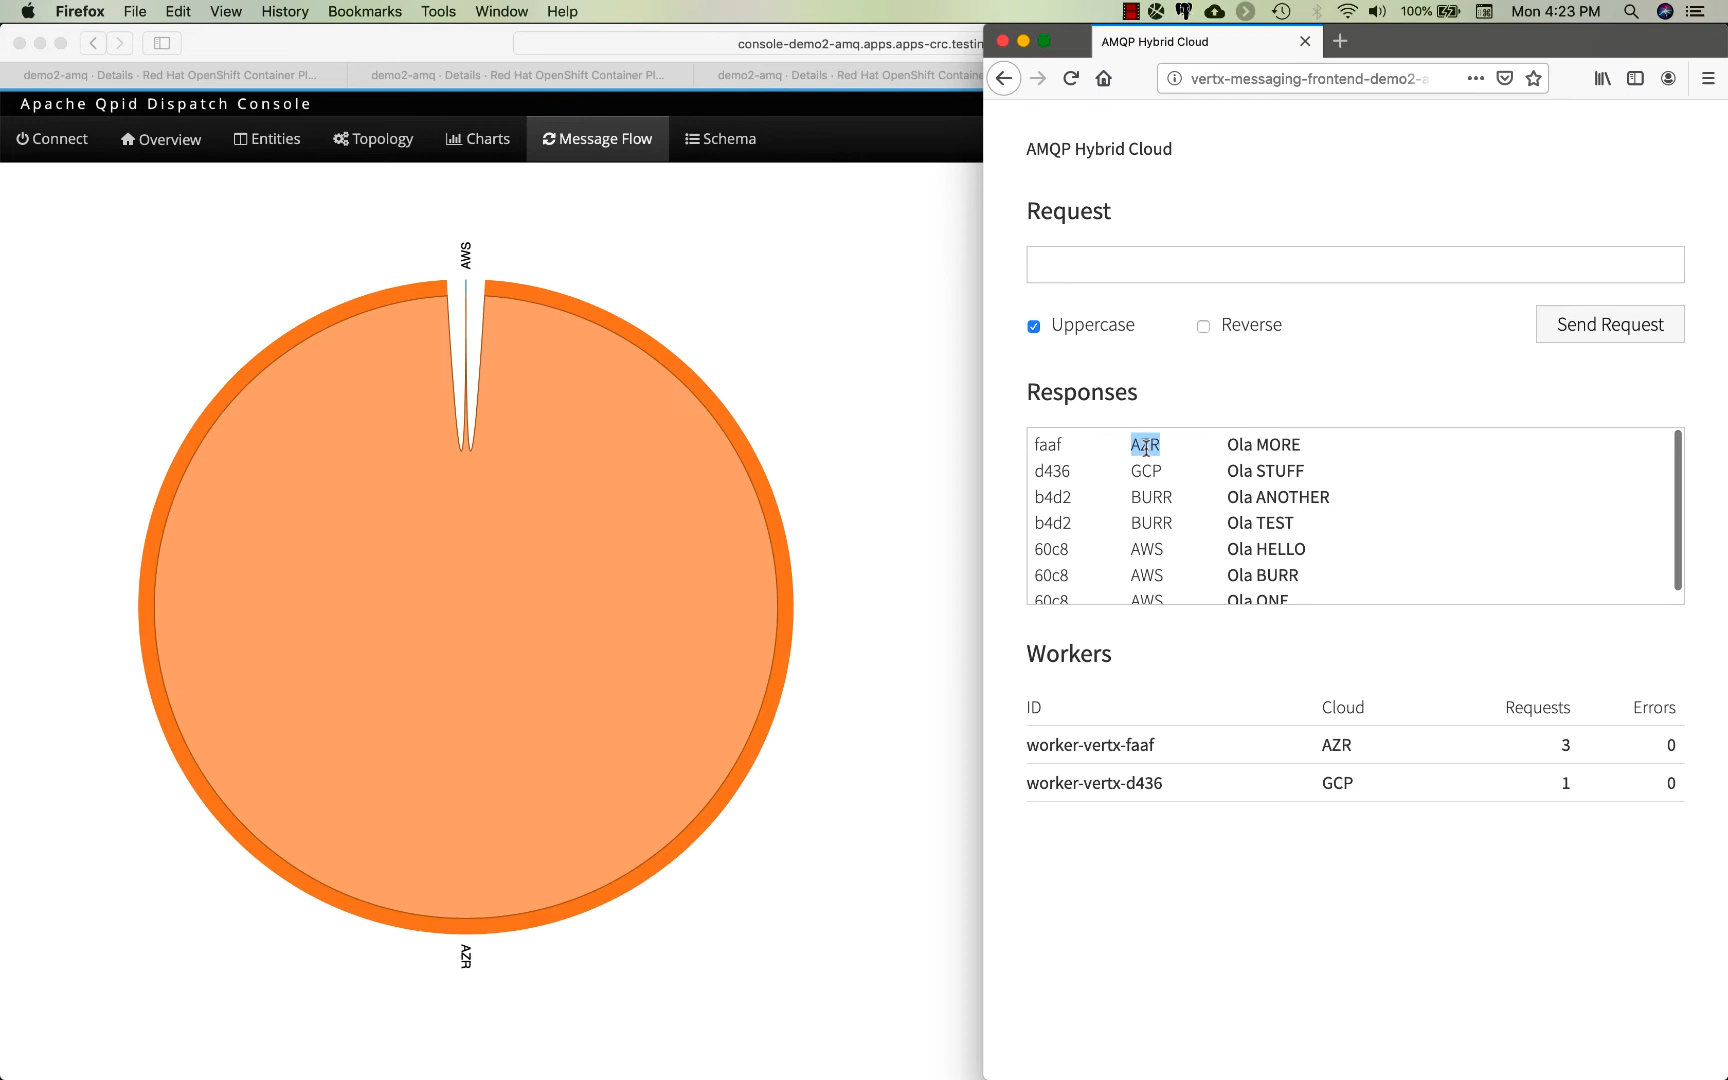 Firefox File Edit View History Bookmarks Tools Window Help 100% Mon 4:23 PM
console-demo2-amq.apps.apps-crc.testin
demo2-amq · Details · Red Hat OpenShift Container Pl... demo2-amq · Details · Red Hat OpenShift Container Pl... demo2-amq · Details · Red Hat OpenShift Containe
Apache Qpid Dispatch Console
Connect Overview Entities Topology Charts Message Flow Schema
AWS
AZR
AMQP Hybrid Cloud
vertx-messaging-frontend-demo2-a
AMQP Hybrid Cloud
Request
Uppercase Reverse Send Request
Responses
faaf AZR Ola MORE
d436 GCP Ola STUFF
b4d2 BURR Ola ANOTHER
b4d2 BURR Ola TEST
60c8 AWS Ola HELLO
60c8 AWS Ola BURR
60c8 AWS Ola ONE
Workers
ID Cloud Requests Errors
worker-vertx-faaf AZR 3 0
worker-vertx-d436 GCP 1 0